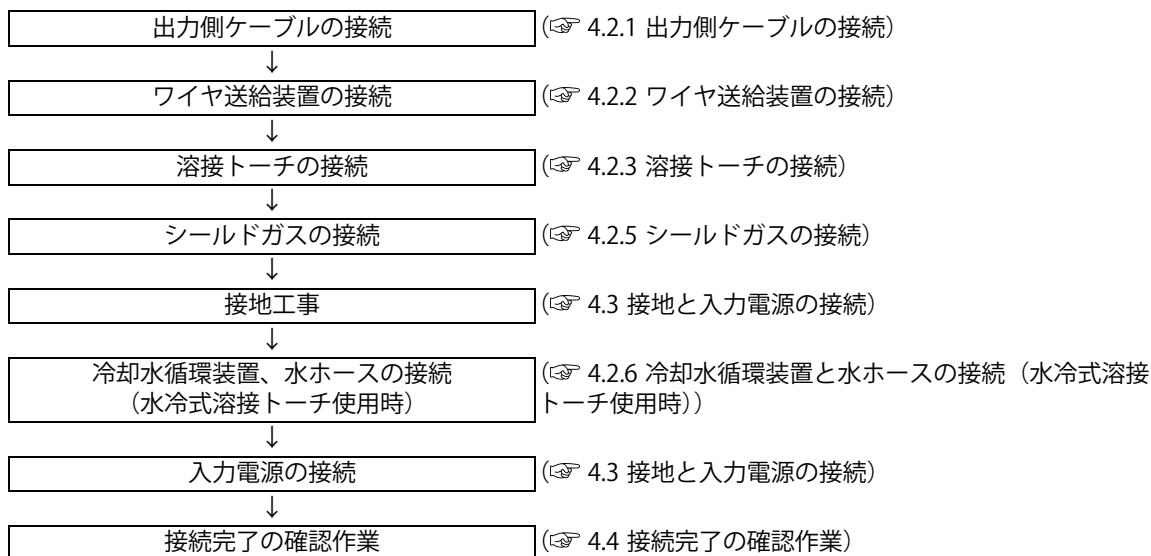 出力側ケーブルの接続 (☞ 4.2.1 出力側ケーブルの接続)
↓
ワイヤ送給装置の接続 (☞ 4.2.2 ワイヤ送給装置の接続)
↓
溶接トーチの接続 (☞ 4.2.3 溶接トーチの接続)
↓
シールドガスの接続 (☞ 4.2.5 シールドガスの接続)
↓
接地工事 (☞ 4.3 接地と入力電源の接続)
↓
冷却水循環装置、水ホースの接続 (☞ 4.2.6 冷却水循環装置と水ホースの接続（水冷式溶接
（水冷式溶接トーチ使用時） トーチ使用時）)
↓
入力電源の接続 (☞ 4.3 接地と入力電源の接続)
↓
接続完了の確認作業 (☞ 4.4 接続完了の確認作業)